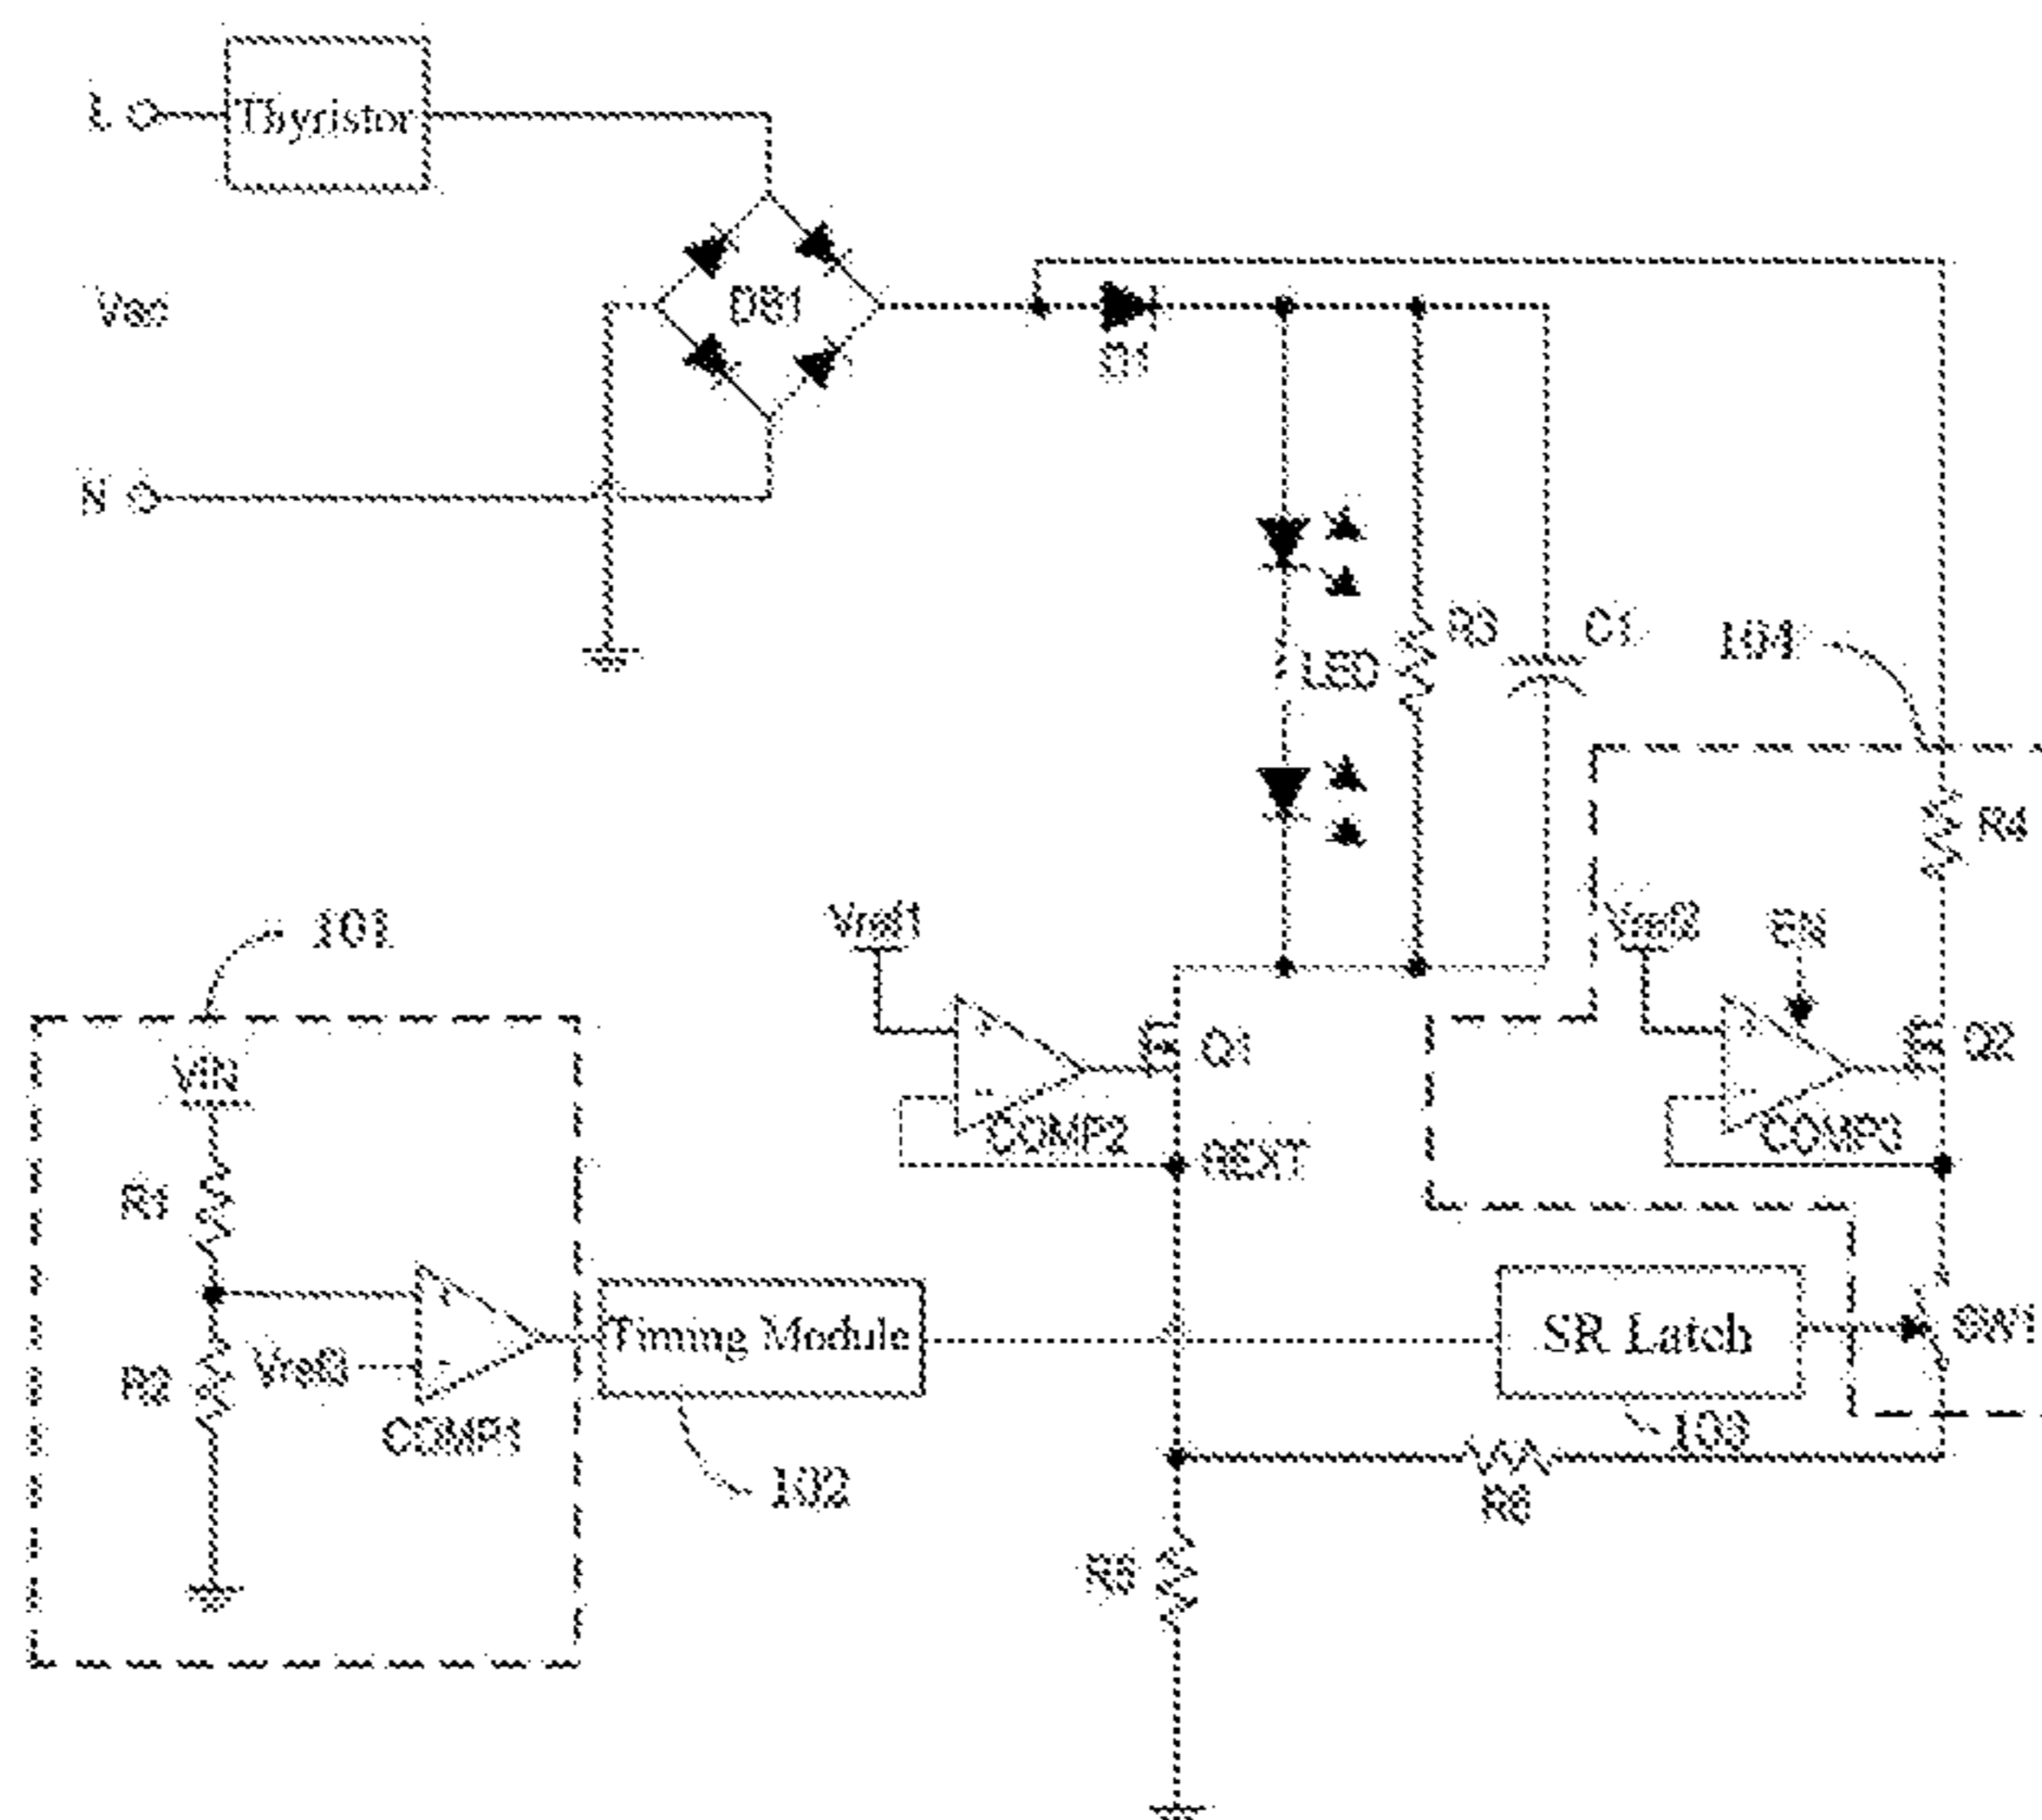 L
Thyristor
Vac
DB1
D1
N
R3
C1
LED
104
R4
101
Vref1
Vref2
EN
VIN
Q1
Q2
COMP2
COMP3
REXT
R1
R2
Vref3
Timing Module
SR Latch
SW1
COMP1
103
102
R6
R5